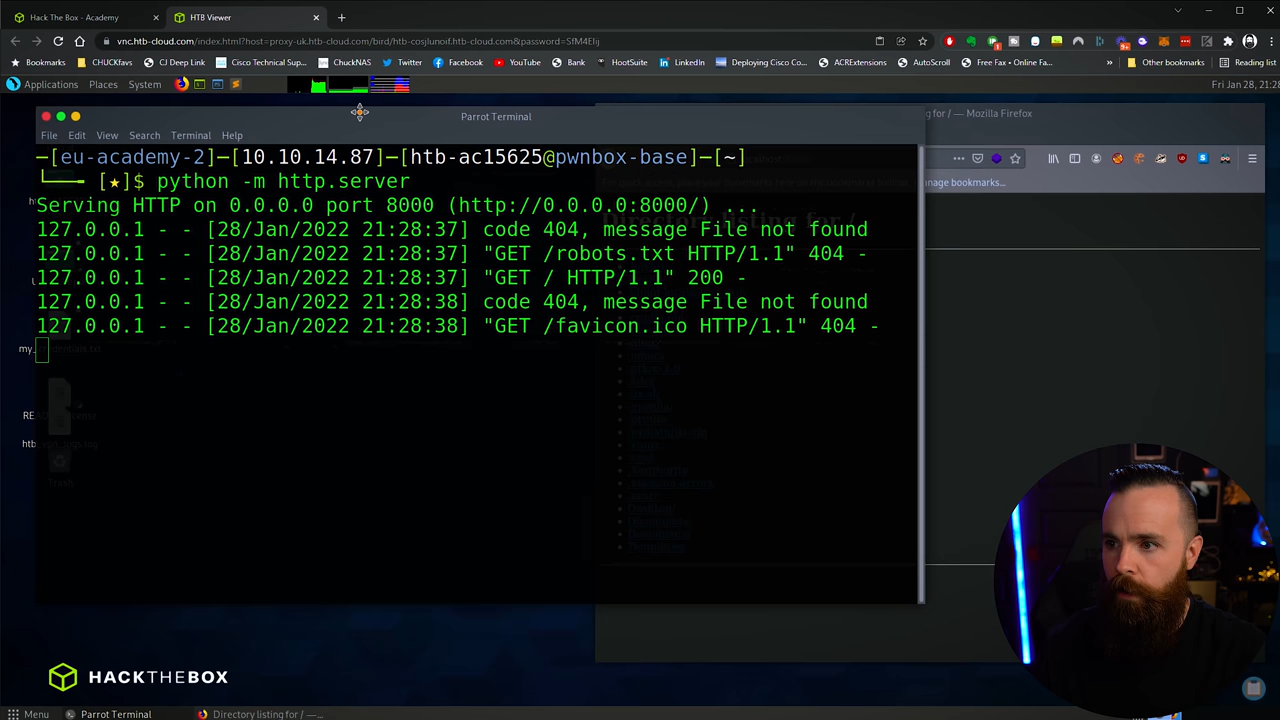 Hack The Box - Academy
HTB Viewer
vnc.htb-cloud.com/index.html?host=proxy-uk.htb-cloud.com/bird/htb-cosjlunoif.htb-cloud.com&password=SfM4EIij
Bookmarks CHUCKfavs CJ Deep Link Cisco Technical Sup... ChuckNAS Twitter Facebook YouTube Bank HootSuite LinkedIn Deploying Cisco Co... ACRExtensions AutoScroll Free Fax • Online Fa... Other Bookmarks Reading list
Applications Places System Fri Jan 28, 21:28
Parrot Terminal
ng for / — Mozilla Firefox
File Edit View Search Terminal Help
─[eu-academy-2]─[10.10.14.87]─[htb-ac15625@pwnbox-base]─[~]
└── [★]$ python -m http.server
Serving HTTP on 0.0.0.0 port 8000 (http://0.0.0.0:8000/) ...
127.0.0.1 - - [28/Jan/2022 21:28:37] code 404, message File not found
127.0.0.1 - - [28/Jan/2022 21:28:37] "GET /robots.txt HTTP/1.1" 404 -
127.0.0.1 - - [28/Jan/2022 21:28:37] "GET / HTTP/1.1" 200 -
127.0.0.1 - - [28/Jan/2022 21:28:38] code 404, message File not found
127.0.0.1 - - [28/Jan/2022 21:28:38] "GET /favicon.ico HTTP/1.1" 404 -
anage bookmarks...
Directory listing for /
Trash
HACKTHEBOX
Menu Parrot Terminal Directory listing for / —...